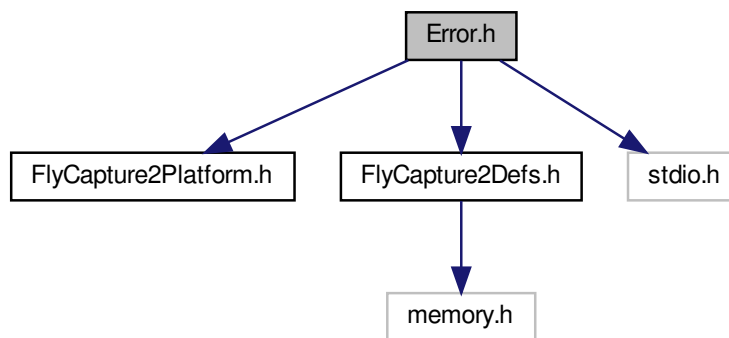 Error.h
FlyCapture2Platform.h
FlyCapture2Defs.h
stdio.h
memory.h